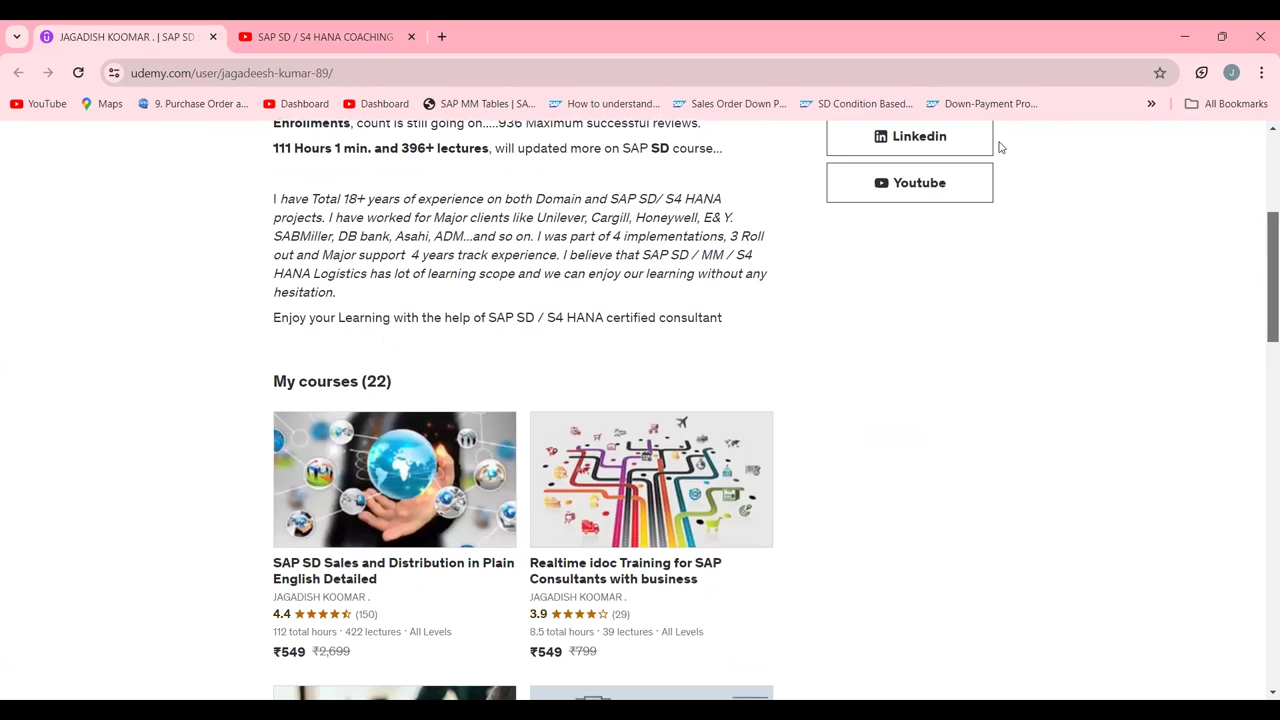 JAGADISH KOOMAR . | SAP SD
SAP SD / S4 HANA COACHING
udemy.com/user/jagadeesh-kumar-89/
J
YouTube
Maps
9. Purchase Order a...
Dashboard
Dashboard
SAP MM Tables | SA...
How to understand...
Sales Order Down P...
SD Condition Based...
Down-Payment Pro...
»
All Bookmarks
Enrollments, count is still going on.....936 Maximum successful reviews.
111 Hours 1 min. and 396+ lectures, will updated more on SAP SD course...
I have Total 18+ years of experience on both Domain and SAP SD/ S4 HANA
projects. I have worked for Major clients like Unilever, Cargill, Honeywell, E& Y.
SABMiller, DB bank, Asahi, ADM...and so on. I was part of 4 implementations, 3 Roll
out and Major support 4 years track experience. I believe that SAP SD / MM / S4
HANA Logistics has lot of learning scope and we can enjoy our learning without any
hesitation.
Enjoy your Learning with the help of SAP SD / S4 HANA certified consultant
Linkedin
Youtube
My courses (22)
SAP SD Sales and Distribution in Plain
English Detailed
JAGADISH KOOMAR .
4.4 (150)
112 total hours · 422 lectures · All Levels
₹549 ₹2,699
Realtime idoc Training for SAP
Consultants with business
JAGADISH KOOMAR .
3.9 (29)
8.5 total hours · 39 lectures · All Levels
₹549 ₹799